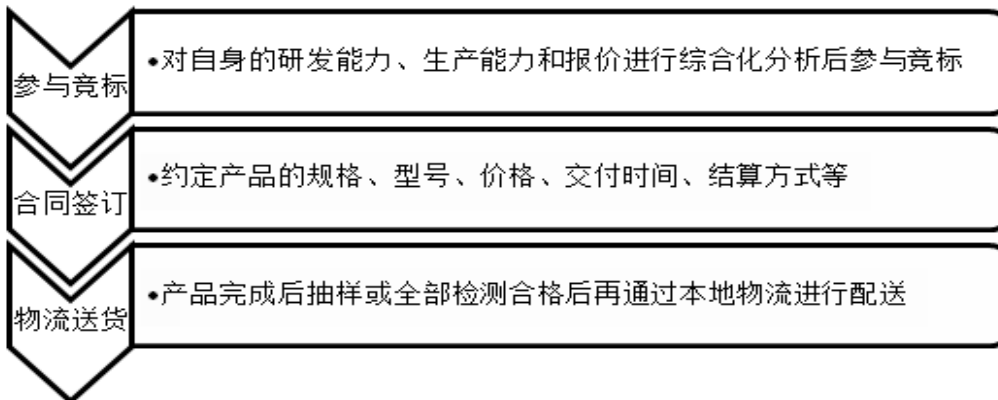 参与竞标
•对自身的研发能力、生产能力和报价进行综合化分析后参与竞标
合同签订
•约定产品的规格、型号、价格、交付时间、结算方式等
物流送货
•产品完成后抽样或全部检测合格后再通过本地物流进行配送